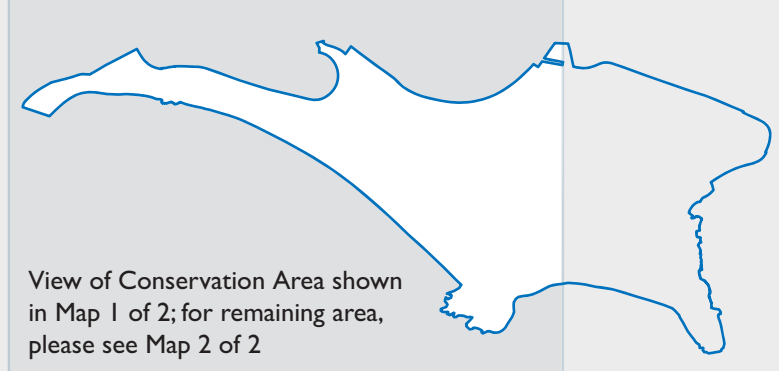 View of Conservation Area shown
in Map 1 of 2; for remaining area,
please see Map 2 of 2